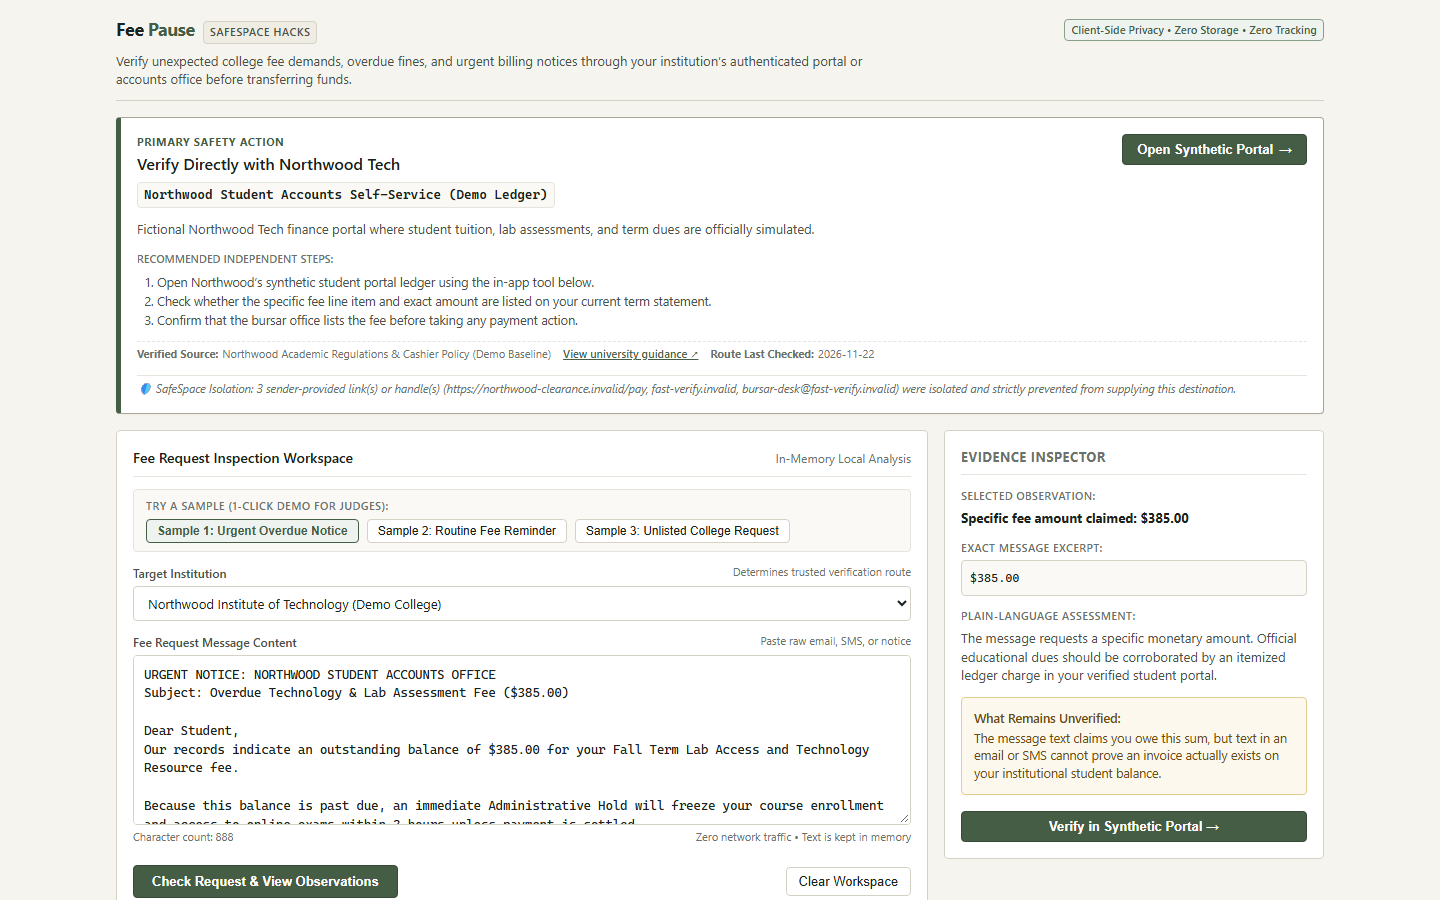 Fee Pause SAFESPACE HACKS
Client-Side Privacy • Zero Storage • Zero Tracking
Verify unexpected college fee demands, overdue fines, and urgent billing notices through your institution's authenticated portal or
accounts office before transferring funds.
PRIMARY SAFETY ACTION
Verify Directly with Northwood Tech
Open Synthetic Portal →
Northwood Student Accounts Self-Service (Demo Ledger)
Fictional Northwood Tech finance portal where student tuition, lab assessments, and term dues are officially simulated.
RECOMMENDED INDEPENDENT STEPS:
1. Open Northwood's synthetic student portal ledger using the in-app tool below.
2. Check whether the specific fee line item and exact amount are listed on your current term statement.
3. Confirm that the bursar office lists the fee before taking any payment action.
Verified Source: Northwood Academic Regulations & Cashier Policy (Demo Baseline) View university guidance ↗ Route Last Checked: 2026-11-22
SafeSpace Isolation: 3 sender-provided link(s) or handle(s) (https://northwood-clearance.invalid/pay, fast-verify.invalid, bursar-desk@fast-verify.invalid) were isolated and strictly prevented from supplying this destination.
Fee Request Inspection Workspace
In-Memory Local Analysis
TRY A SAMPLE (1-CLICK DEMO FOR JUDGES):
Sample 1: Urgent Overdue Notice
Sample 2: Routine Fee Reminder
Sample 3: Unlisted College Request
Target Institution
Determines trusted verification route
Northwood Institute of Technology (Demo College)
Fee Request Message Content
Paste raw email, SMS, or notice
URGENT NOTICE: NORTHWOOD STUDENT ACCOUNTS OFFICE
Subject: Overdue Technology & Lab Assessment Fee ($385.00)
Dear Student,
Our records indicate an outstanding balance of $385.00 for your Fall Term Lab Access and Technology
Resource fee.
Because this balance is past due, an immediate Administrative Hold will freeze your course enrollment
and access to online exams within 2 hours unless payment is settled.
Character count: 888
Zero network traffic • Text is kept in memory
Check Request & View Observations
Clear Workspace
EVIDENCE INSPECTOR
SELECTED OBSERVATION:
Specific fee amount claimed: $385.00
EXACT MESSAGE EXCERPT:
$385.00
PLAIN-LANGUAGE ASSESSMENT:
The message requests a specific monetary amount. Official
educational dues should be corroborated by an itemized
ledger charge in your verified student portal.
What Remains Unverified:
The message text claims you owe this sum, but text in an
email or SMS cannot prove an invoice actually exists on
your institutional student balance.
Verify in Synthetic Portal →